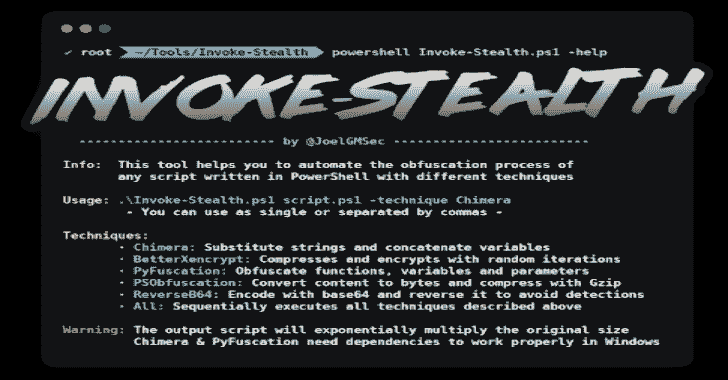 ✓ root ~/Tools/Invoke-Stealth powershell Invoke-Stealth.ps1 -help
INVOKE-STEALTH
------------------------ by @JoelGMSec ------------------------
Info: This tool helps you to automate the obfuscation process of
any script written in PowerShell with different techniques
Usage: .\Invoke-Stealth.ps1 script.ps1 -technique Chimera
- You can use as single or separated by commas -
Techniques:
· Chimera: Substitute strings and concatenate variables
· BetterXencrypt: Compresses and encrypts with random iterations
· PyFuscation: Obfuscate functions, variables and parameters
· PSObfuscation: Convert content to bytes and compress with Gzip
· ReverseB64: Encode with base64 and reverse it to avoid detections
· All: Sequentially executes all techniques described above
Warning: The output script will exponentially multiply the original size
Chimera & PyFuscation need dependencies to work properly in Windows